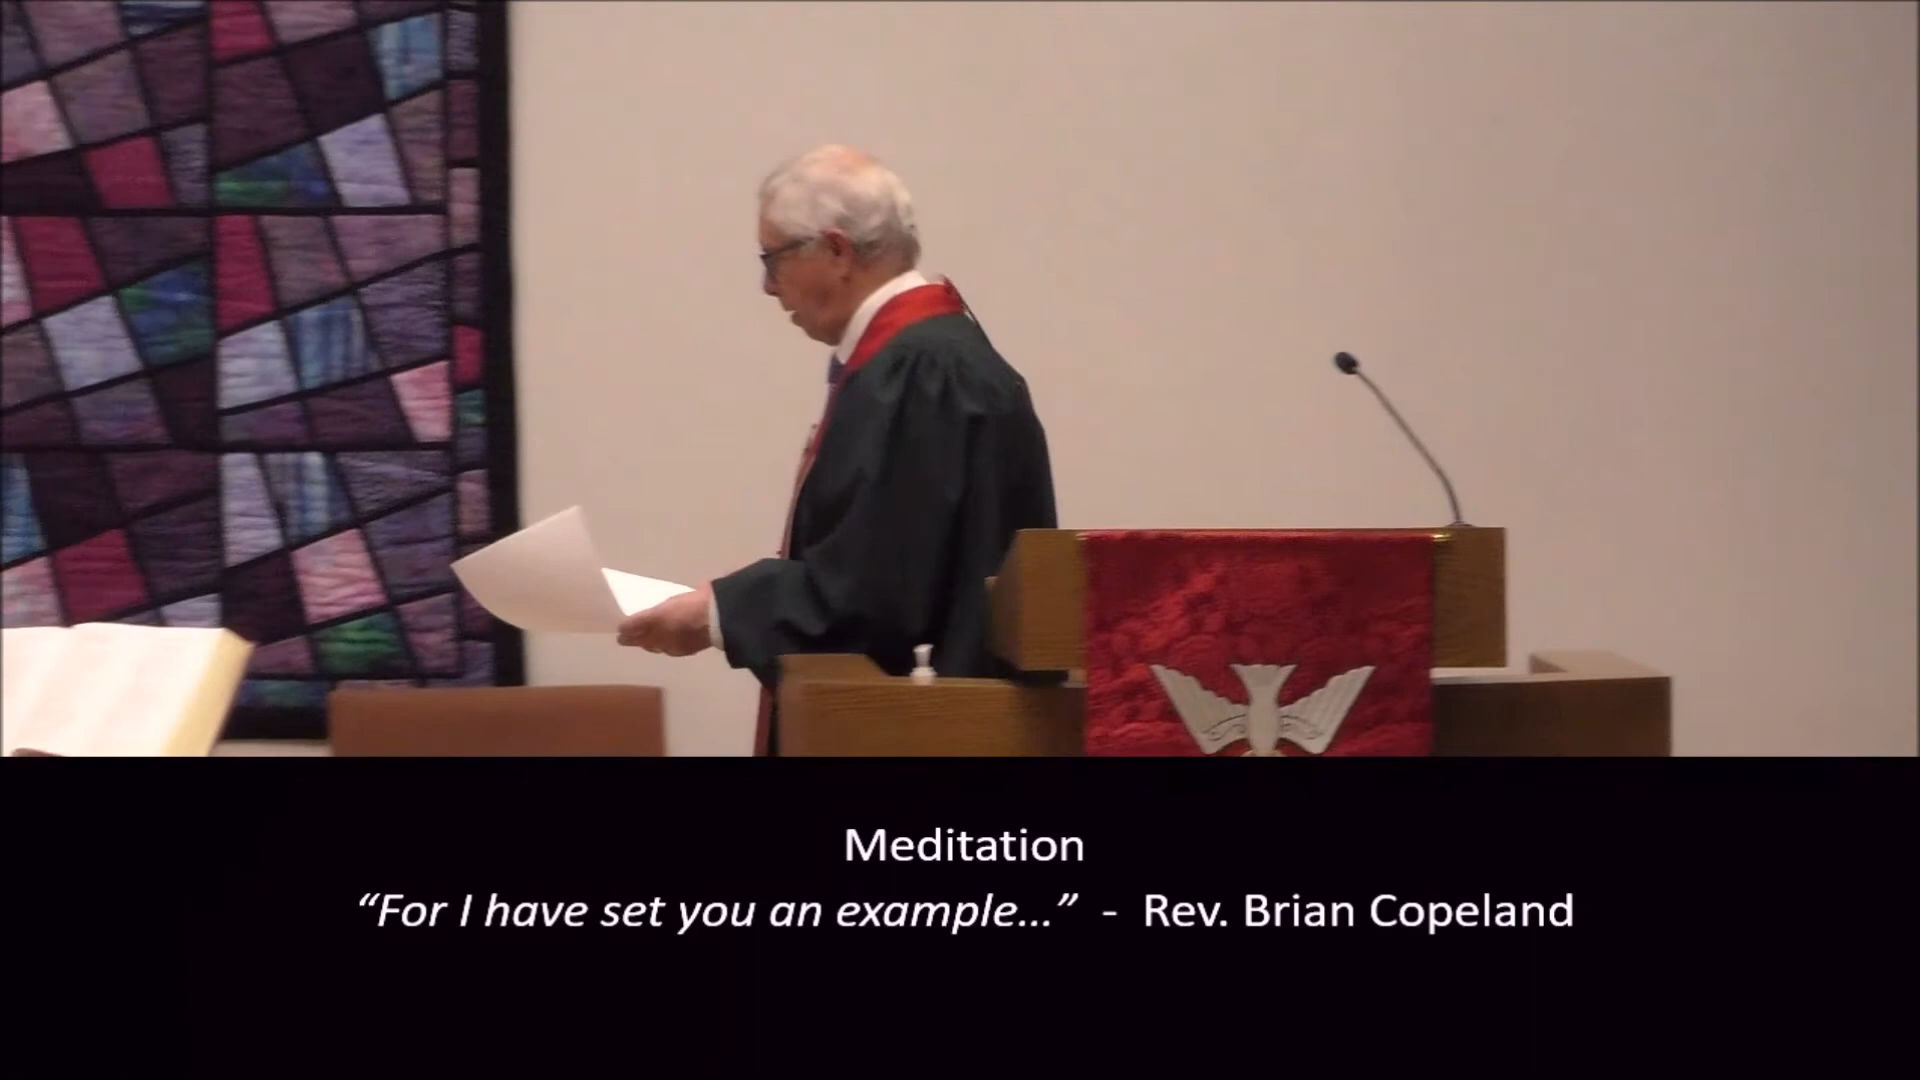 Meditation
“For I have set you an example...” - Rev. Brian Copeland